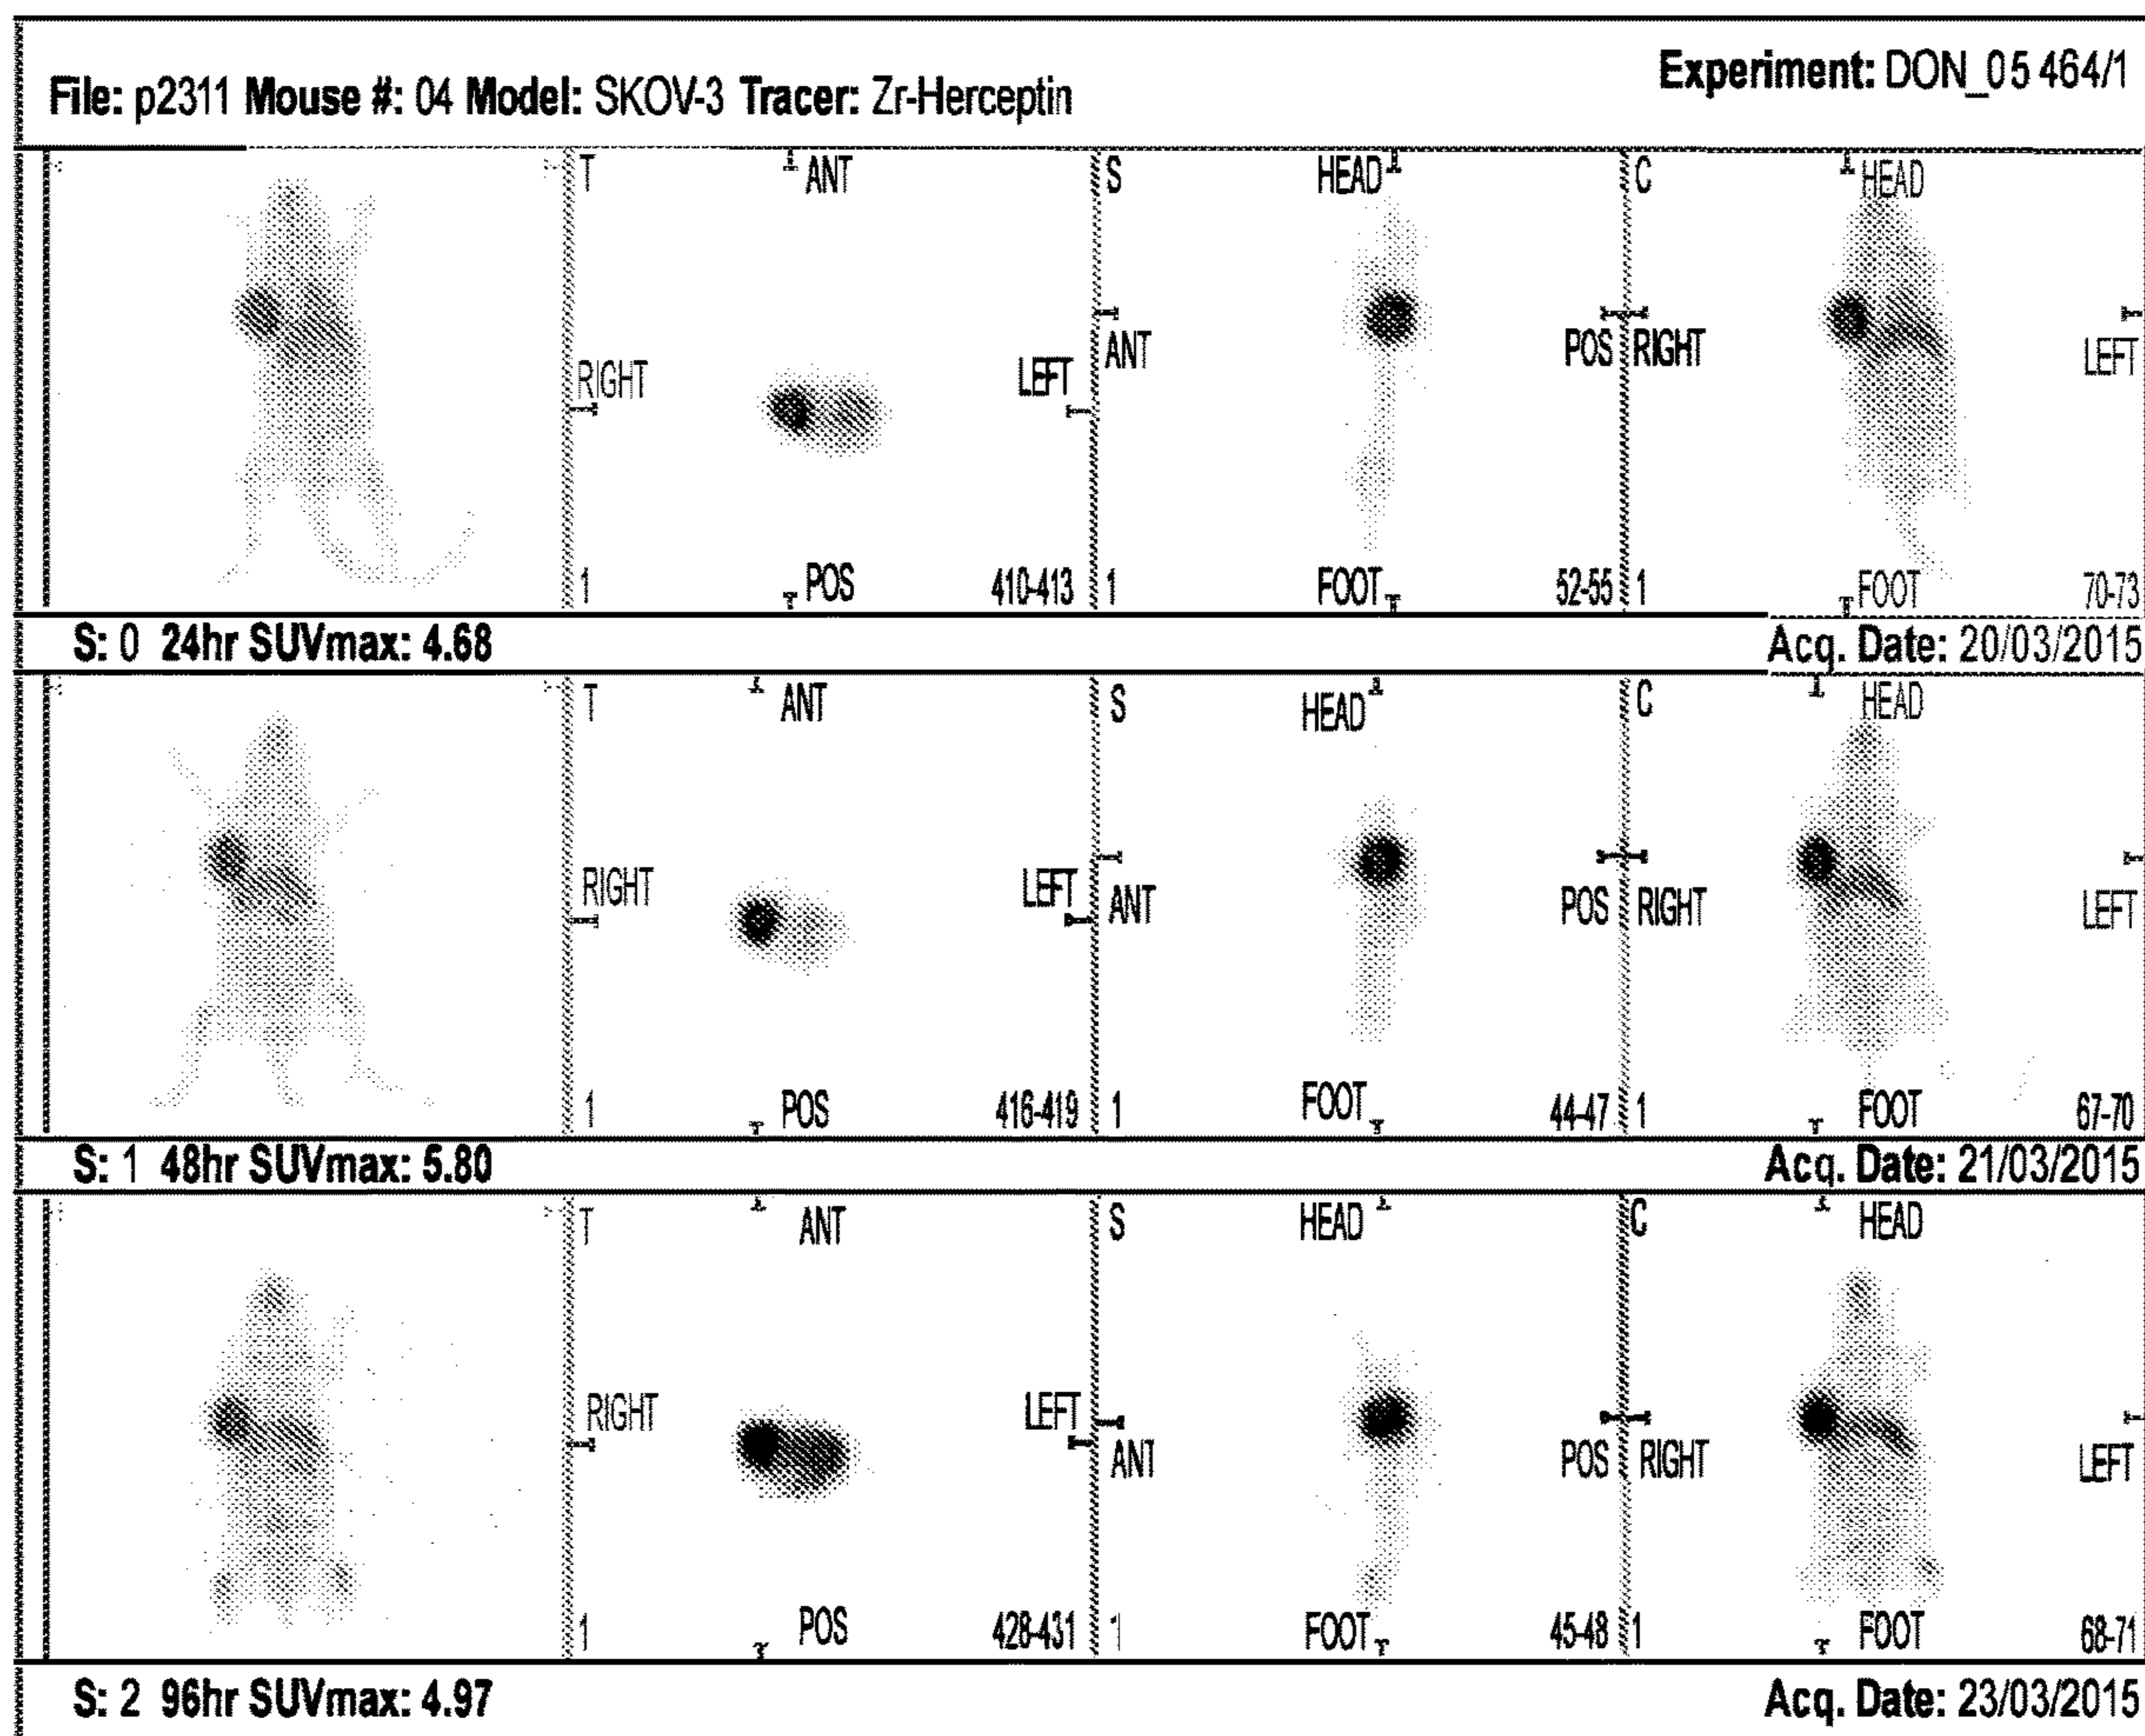 Experiment: DON_05 464/1
File: p2311 Mouse #: 04 Model: SKOV-3 Tracer: Zr-Herceptin
T ANT S HEAD C HEAD
RIGHT LEFT ANT POS RIGHT LEFT
1 POS 410-413 1 FOOT 52-55 1 FOOT 70-73
S: 0 24hr SUVmax: 4.68 Acq. Date: 20/03/2015
T ANT S HEAD C HEAD
RIGHT LEFT ANT POS RIGHT LEFT
1 POS 416-419 1 FOOT 44-47 1 FOOT 67-70
S: 1 48hr SUVmax: 5.80 Acq. Date: 21/03/2015
T ANT S HEAD C HEAD
RIGHT LEFT ANT POS RIGHT LEFT
1 POS 428-431 1 FOOT 45-48 1 FOOT 68-71
S: 2 96hr SUVmax: 4.97 Acq. Date: 23/03/2015